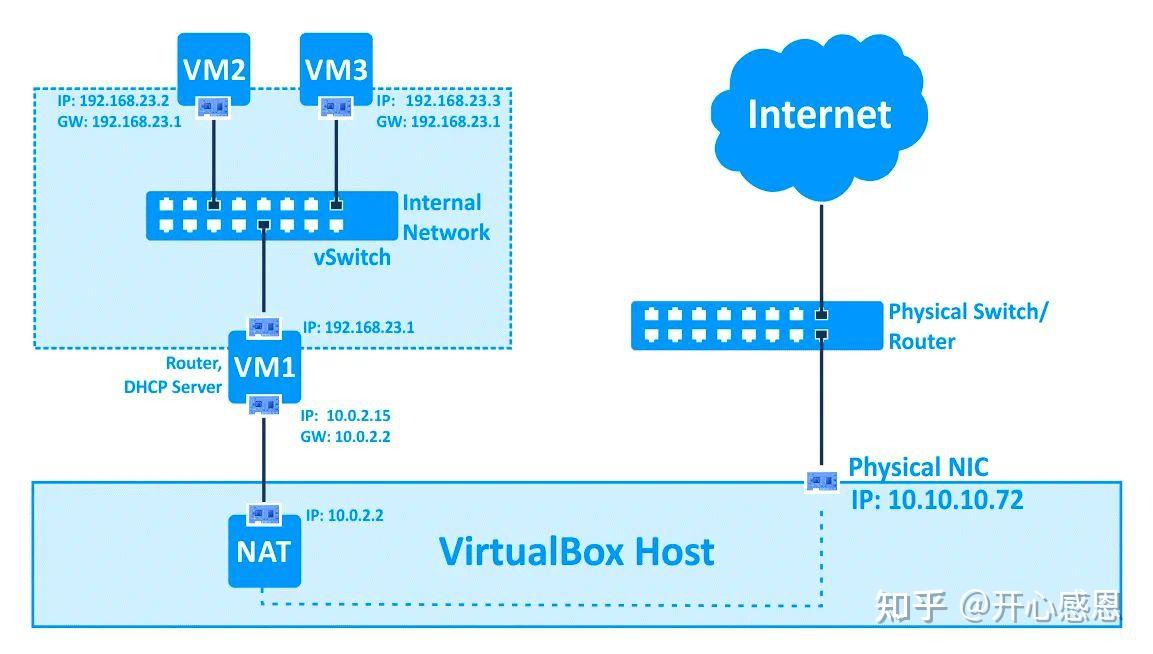 VM2
VM3
IP: 192.168.23.2
GW: 192.168.23.1
IP: 192.168.23.3
GW: 192.168.23.1
Internal
Network
vSwitch
IP: 192.168.23.1
Router,
DHCP Server
VM1
IP: 10.0.2.15
GW: 10.0.2.2
IP: 10.0.2.2
NAT
VirtualBox Host
Internet
Physical Switch/
Router
Physical NIC
IP: 10.10.10.72
知乎 @开心感恩